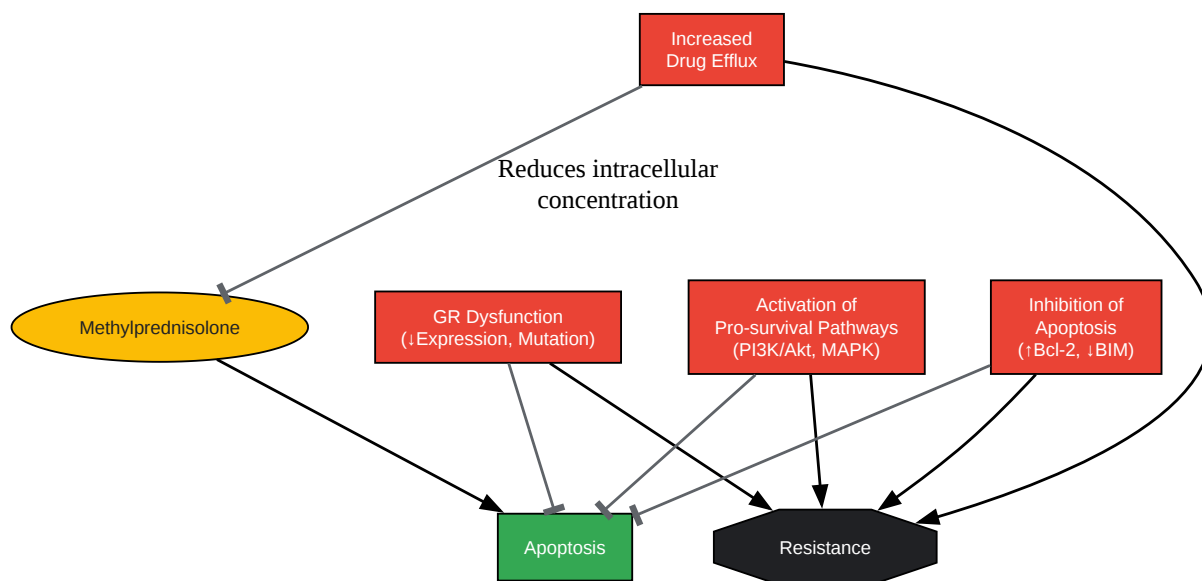 Increased
Drug Efflux
Reduces intracellular
concentration
Methylprednisolone
GR Dysfunction
(↓Expression, Mutation)
Activation of
Pro-survival Pathways
(PI3K/Akt, MAPK)
Inhibition of
Apoptosis
(↑Bcl-2, ↓BIM)
Apoptosis
Resistance